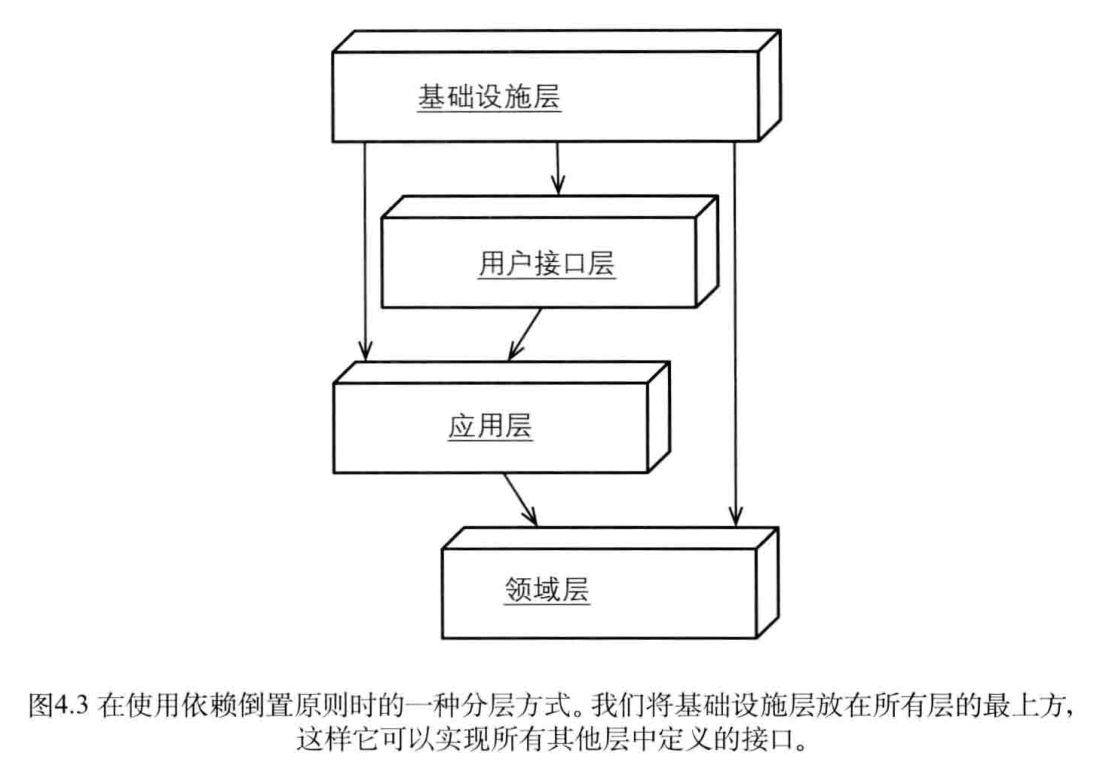 基础设施层
用户接口层
应用层
领域层
图4.3 在使用依赖倒置原则时的一种分层方式。我们将基础设施层放在所有层的最上方,
这样它可以实现所有其他层中定义的接口。